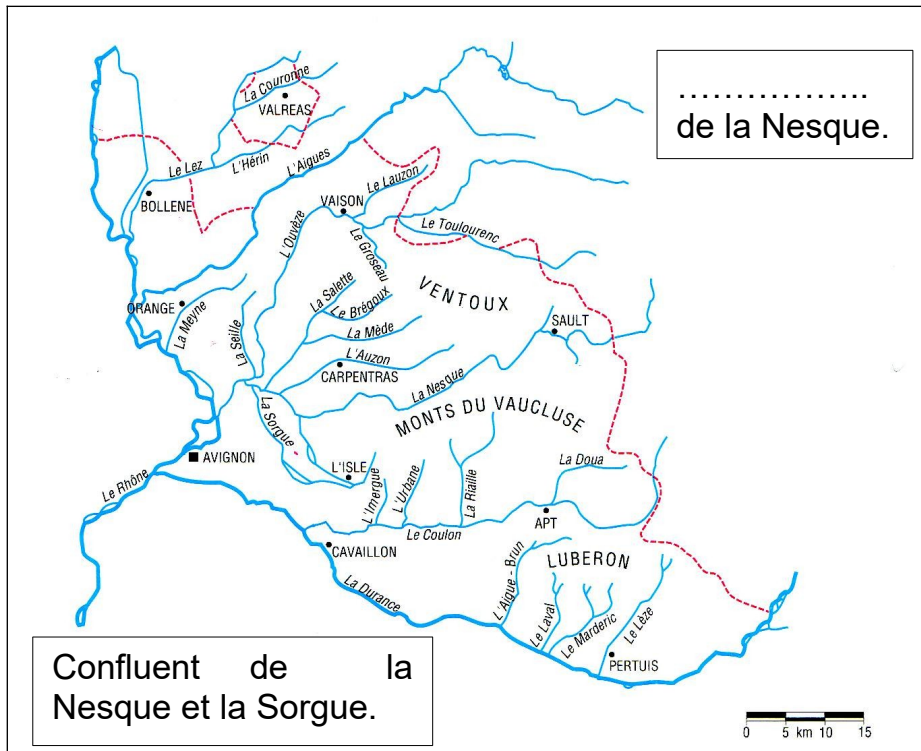 ……………..
de la Nesque.
La Couronne
VALREAS
Le Lez
L'Hérin
L'Aigues
BOLLENE
Le Lauzon
VAISON
L'Ouvèze
Le Groseau
Le Toulourenc
VENTOUX
ORANGE
La Meyne
La Seille
La Salette
Le Brégoux
La Mède
L'Auzon
CARPENTRAS
SAULT
La Nesque
MONTS DU VAUCLUSE
La Sorgue
AVIGNON
L'ISLE
Le Rhône
L'Imergue
L'Urbane
La Riaille
La Doua
APT
Le Coulon
CAVAILLON
La Durance
LUBERON
L'Aigue - Brun
Le Laval
Le Marderic
Le Lèze
PERTUIS
Confluent de la
Nesque et la Sorgue.
0 5 km 10 15